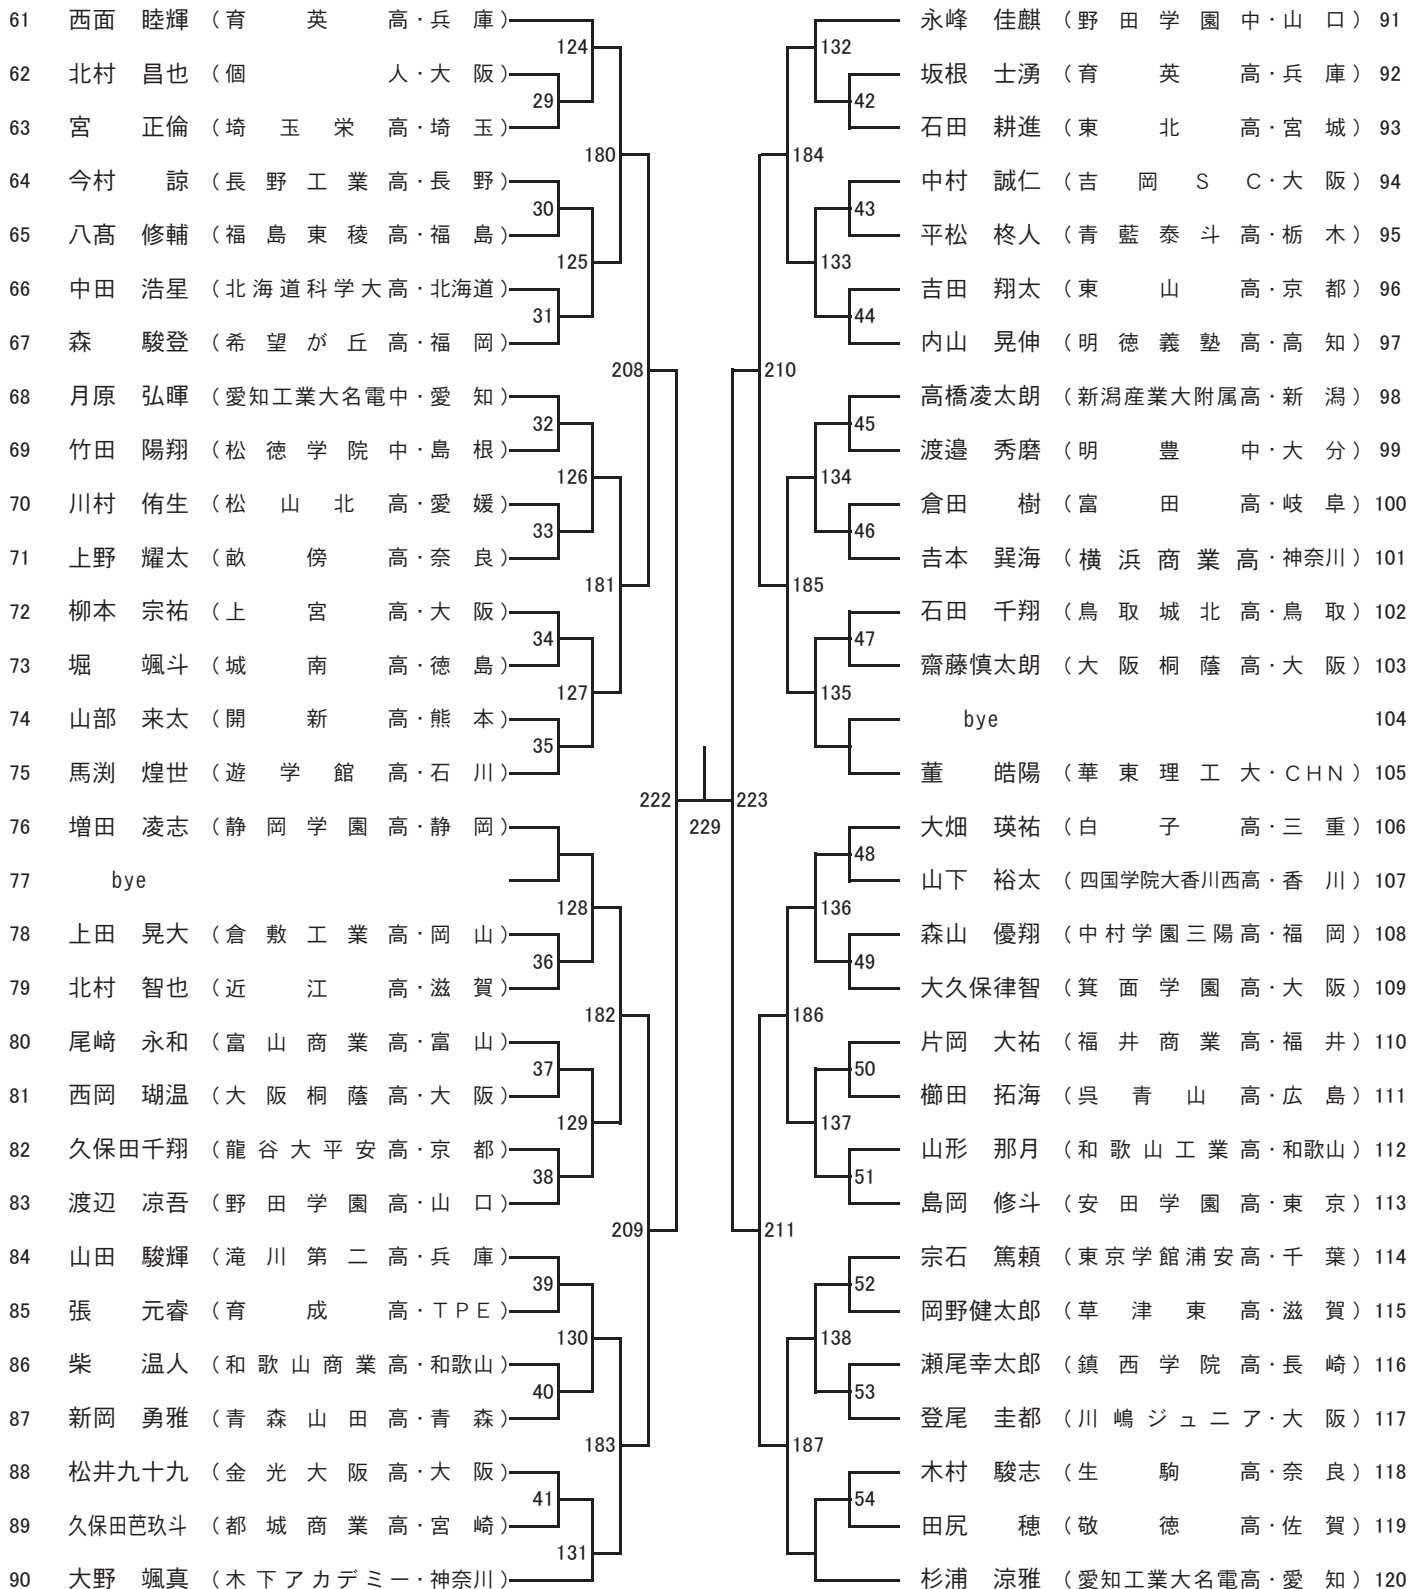 61 西面 睦輝 (育英高・兵庫)
124
62 北村 昌也 (個人・大阪)
29
63 宮 正倫 (埼玉栄高・埼玉)
180
64 今村 諒 (長野工業高・長野)
30
65 八髙 修輔 (福島東稜高・福島)
125
66 中田 浩星 (北海道科学大高・北海道)
31
67 森 駿登 (希望が丘高・福岡)
208
68 月原 弘暉 (愛知工業大名電中・愛知)
32
69 竹田 陽翔 (松徳学院中・島根)
126
70 川村 侑生 (松山北高・愛媛)
33
71 上野 耀太 (畝傍高・奈良)
181
72 柳本 宗祐 (上宮高・大阪)
34
73 堀 颯斗 (城南高・徳島)
127
74 山部 来太 (開新高・熊本)
35
75 馬渕 煌世 (遊学館高・石川)
222
76 増田 凌志 (静岡学園高・静岡)
77 bye
128
78 上田 晃大 (倉敷工業高・岡山)
36
79 北村 智也 (近江高・滋賀)
182
80 尾﨑 永和 (富山商業高・富山)
37
81 西岡 瑚温 (大阪桐蔭高・大阪)
129
82 久保田千翔 (龍谷大平安高・京都)
38
83 渡辺 凉吾 (野田学園高・山口)
209
84 山田 駿輝 (滝川第二高・兵庫)
39
85 張 元睿 (育成高・TPE)
130
86 柴 温人 (和歌山商業高・和歌山)
40
87 新岡 勇雅 (青森山田高・青森)
183
88 松井九十九 (金光大阪高・大阪)
41
89 久保田芭玖斗 (都城商業高・宮崎)
131
90 大野 颯真 (木下アカデミー・神奈川)
229
永峰 佳麒 (野田学園中・山口) 91
132
坂根 士湧 (育英高・兵庫) 92
42
石田 耕進 (東北高・宮城) 93
184
中村 誠仁 (吉岡SC・大阪) 94
43
平松 柊人 (青藍泰斗高・栃木) 95
133
吉田 翔太 (東山高・京都) 96
44
内山 晃伸 (明徳義塾高・高知) 97
210
高橋凌太朗 (新潟産業大附属高・新潟) 98
45
渡邉 秀磨 (明豊中・大分) 99
134
倉田 樹 (富田高・岐阜) 100
46
𠮷本 巽海 (横浜商業高・神奈川) 101
185
石田 千翔 (鳥取城北高・鳥取) 102
47
齋藤慎太朗 (大阪桐蔭高・大阪) 103
135
bye 104
董 皓陽 (華東理工大・CHN) 105
223
大畑 瑛祐 (白子高・三重) 106
48
山下 裕太 (四国学院大香川西高・香川) 107
136
森山 優翔 (中村学園三陽高・福岡) 108
49
大久保律智 (箕面学園高・大阪) 109
186
片岡 大祐 (福井商業高・福井) 110
50
櫛田 拓海 (呉青山高・広島) 111
137
山形 那月 (和歌山工業高・和歌山) 112
51
島岡 修斗 (安田学園高・東京) 113
211
宗石 篤頼 (東京学館浦安高・千葉) 114
52
岡野健太郎 (草津東高・滋賀) 115
138
瀬尾幸太郎 (鎮西学院高・長崎) 116
53
登尾 圭都 (川嶋ジュニア・大阪) 117
187
木村 駿志 (生駒高・奈良) 118
54
田尻 穂 (敬徳高・佐賀) 119
杉浦 涼雅 (愛知工業大名電高・愛知) 120